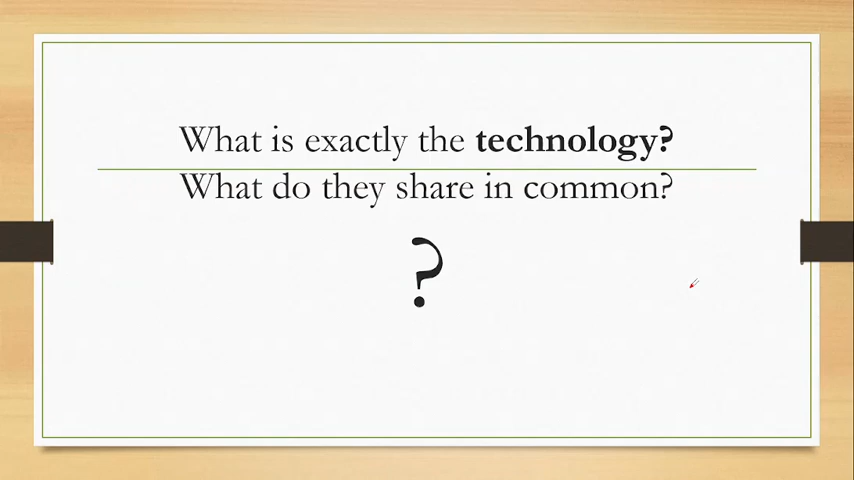 What is exactly the technology?
What do they share in common?
?